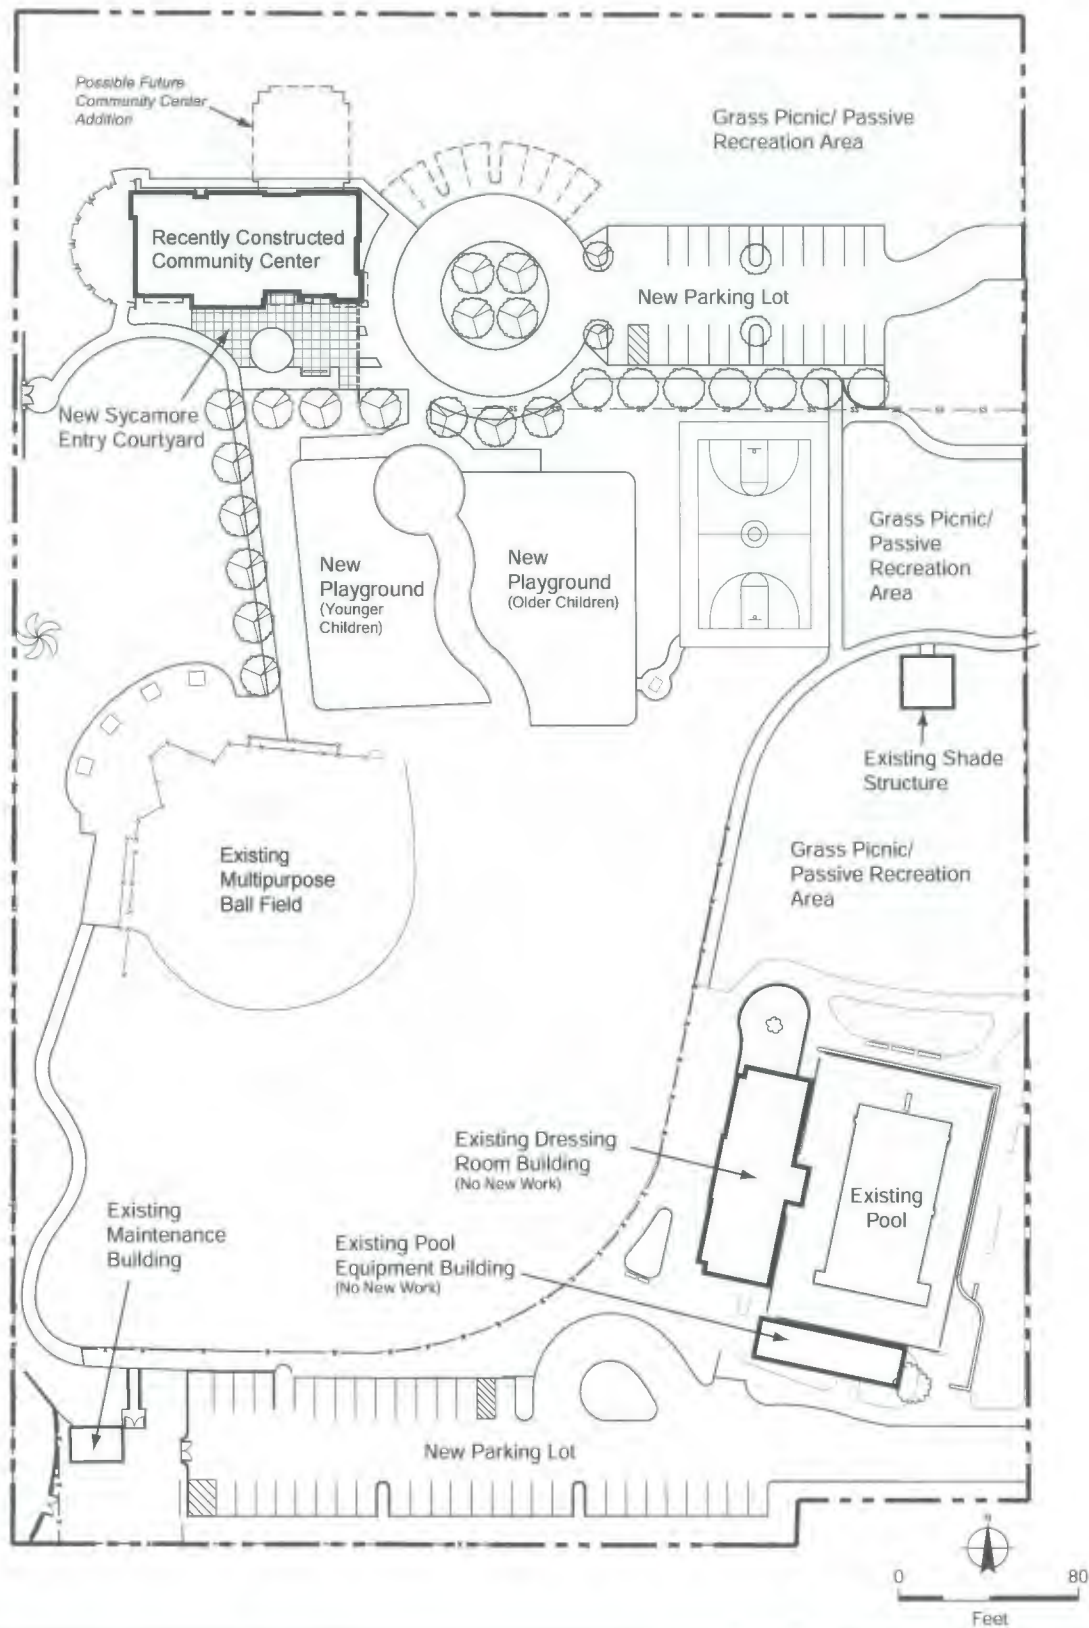 Possible Future
Community Center
Addition
Grass Picnic/ Passive
Recreation Area
Recently Constructed
Community Center
New Parking Lot
New Sycamore
Entry Courtyard
Grass Picnic/
Passive
Recreation
Area
New
Playground
(Younger
Children)
New
Playground
(Older Children)
Existing Shade
Structure
Existing
Multipurpose
Ball Field
Grass Picnic/
Passive Recreation
Area
Existing Dressing
Room Building
(No New Work)
Existing
Pool
Existing
Maintenance
Building
Existing Pool
Equipment Building
(No New Work)
New Parking Lot
N
0 80
Feet